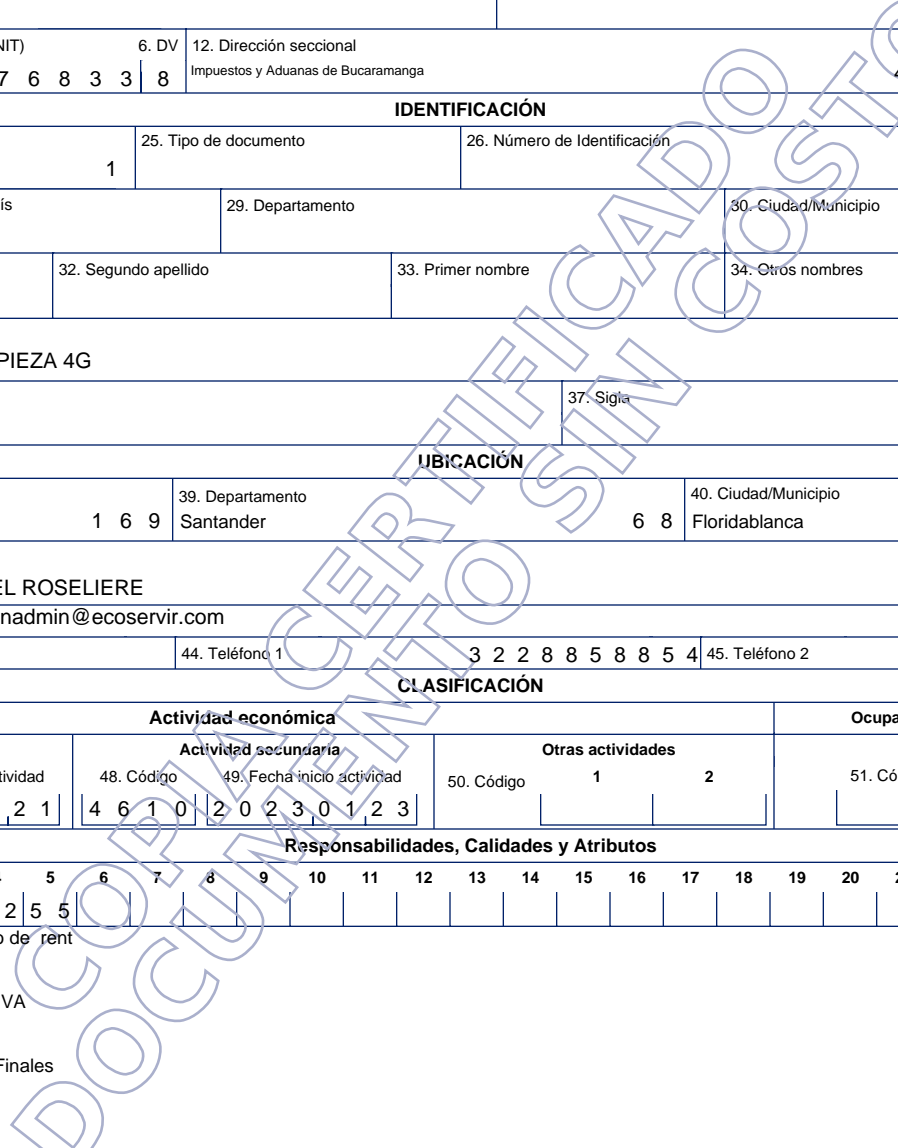 NIT) 6. DV 12. Dirección seccional
7 6 8 3 3 8 Impuestos y Aduanas de Bucaramanga
IDENTIFICACIÓN
25. Tipo de documento 26. Número de Identificación
1
ís 29. Departamento 30. Ciudad/Municipio
32. Segundo apellido 33. Primer nombre 34. Otros nombres
PIEZA 4G
37. Sigla
UBICACIÓN
39. Departamento 40. Ciudad/Municipio
1 6 9 Santander 6 8 Floridablanca
EL ROSELIERE
nadmin@ecoservir.com
44. Teléfono 1 3 2 2 8 8 5 8 8 5 4 45. Teléfono 2
CLASIFICACIÓN
Actividad económica Ocupa
Actividad secundaria Otras actividades
tividad 48. Código 49. Fecha inicio actividad 50. Código 1 2 51. Có
2 1 4 6 1 0 2 0 2 3 0 1 2 3
Responsabilidades, Calidades y Atributos
5 6 7 8 9 10 11 12 13 14 15 16 17 18 19 20
2 5 5
o de rent
VA
Finales
COPIA CERTIFICADO
DOCUMENTO SIN COSTO